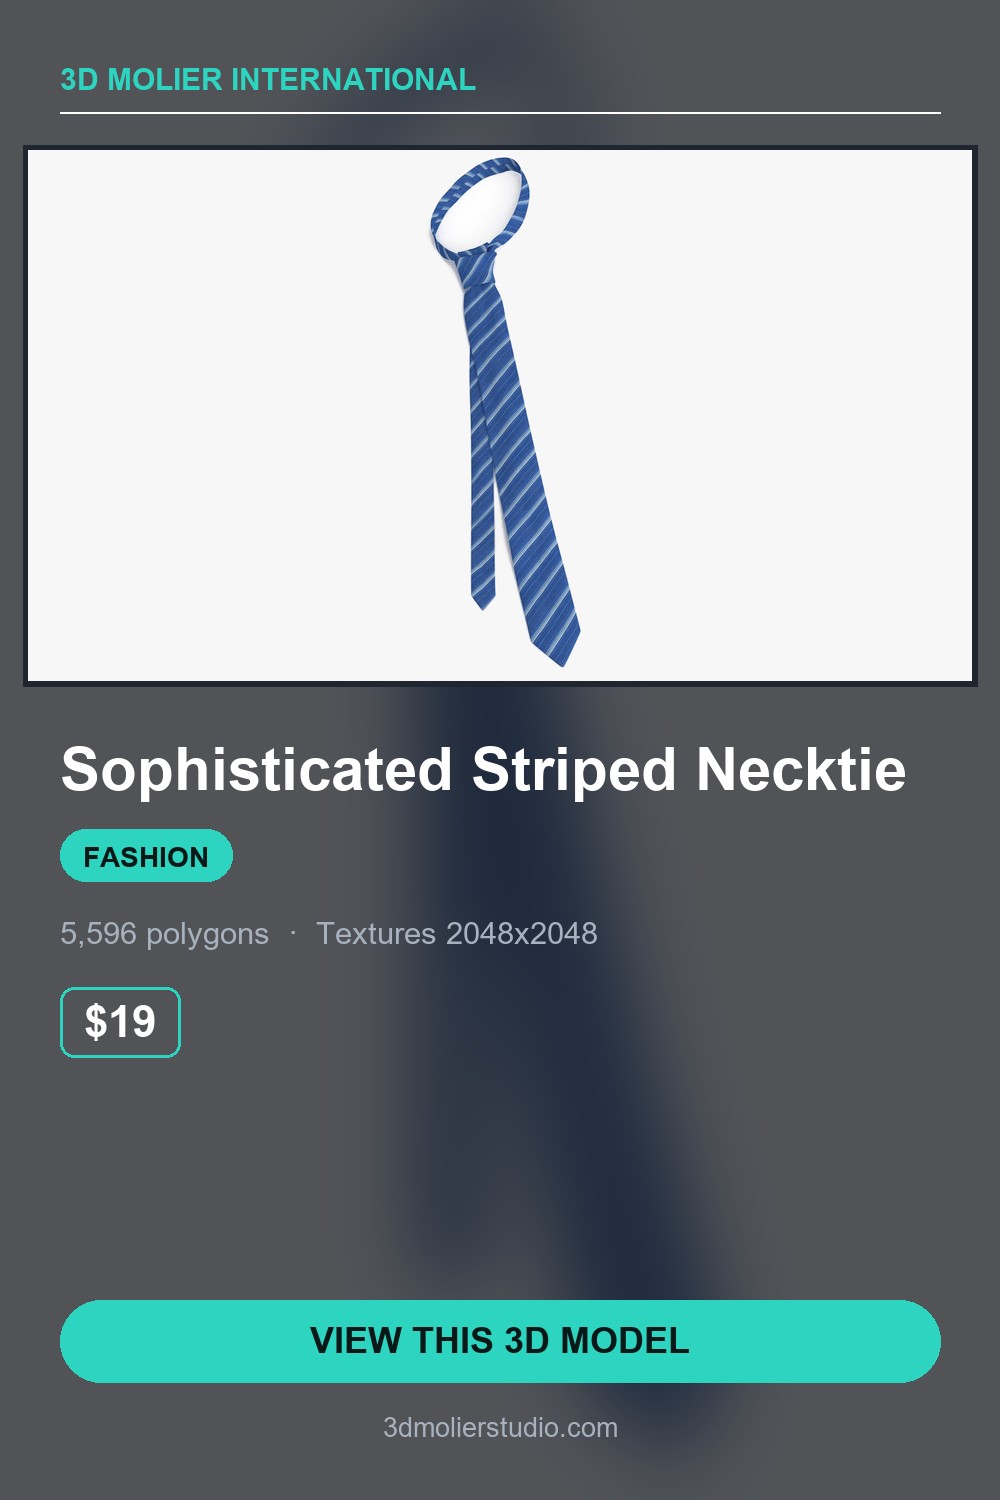 3D MOLIER INTERNATIONAL
Sophisticated Striped Necktie
FASHION
5,596 polygons · Textures 2048x2048
$19
VIEW THIS 3D MODEL
3dmolierstudio.com